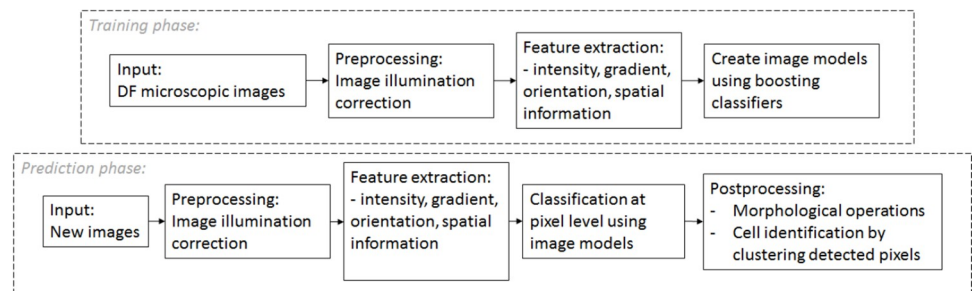 Training phase:
Input:
DF microscopic images
Preprocessing:
Image illumination
correction
Feature extraction:
- intensity, gradient,
orientation, spatial
information
Create image models
using boosting
classifiers
Prediction phase:
Input:
New images
Preprocessing:
Image illumination
correction
Feature extraction:
- intensity, gradient,
orientation, spatial
information
Classification at
pixel level using
image models
Postprocessing:
- Morphological operations
- Cell identification by
clustering detected pixels